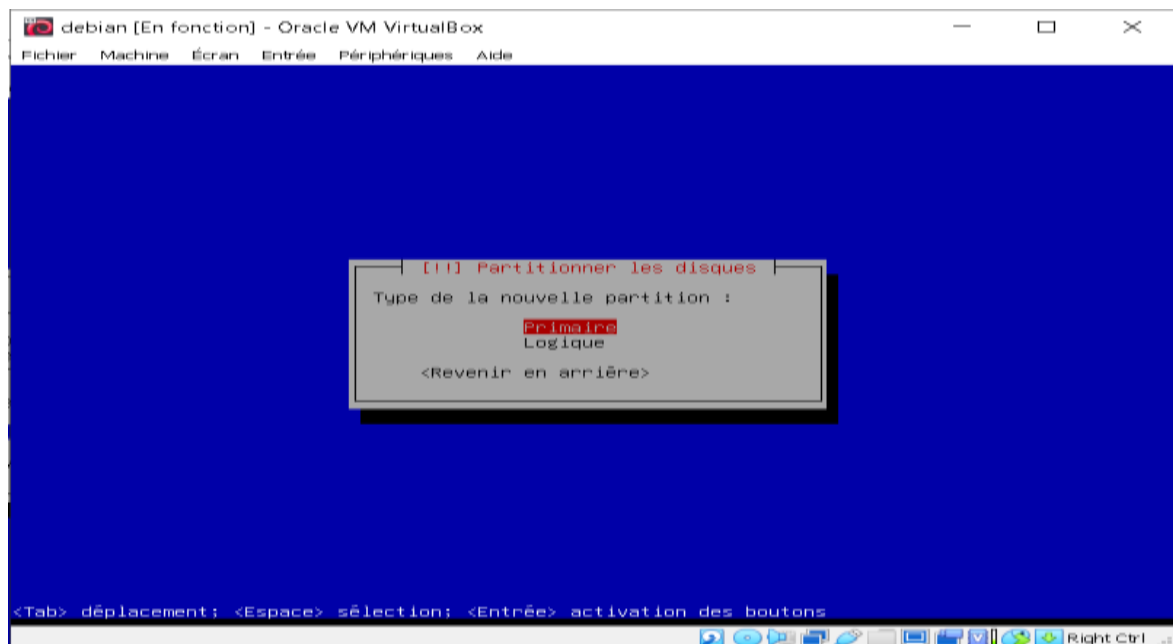 debian [En fonction] - Oracle VM VirtualBox
Fichier Machine Écran Entrée Périphériques Aide
[!!] Partitionner les disques
Type de la nouvelle partition :
Primaire
Logique
<Revenir en arrière>
<Tab> déplacement; <Espace> sélection; <Entrée> activation des boutons
Right Ctrl